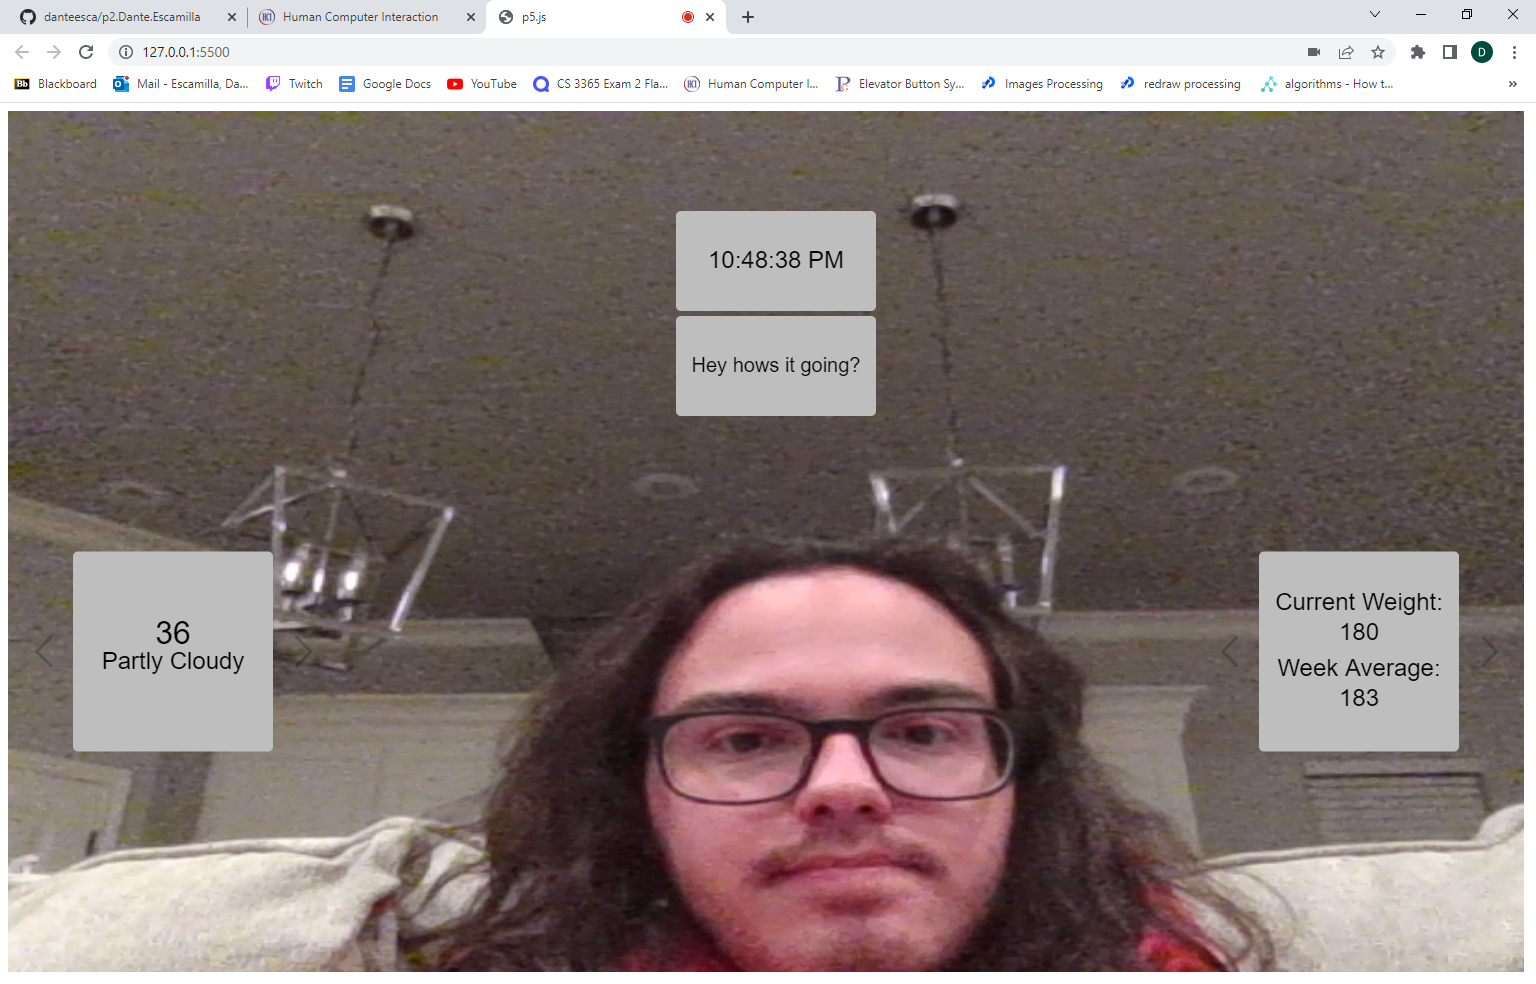 danteesca/p2.Dante.Escamilla
Human Computer Interaction
p5.js
127.0.0.1:5500
D
Bb Blackboard
Mail - Escamilla, Da...
Twitch
Google Docs
YouTube
CS 3365 Exam 2 Fla...
Human Computer I...
Elevator Button Sy...
Images Processing
redraw processing
algorithms - How t...
10:48:38 PM
Hey hows it going?
36
Partly Cloudy
Current Weight:
180
Week Average:
183